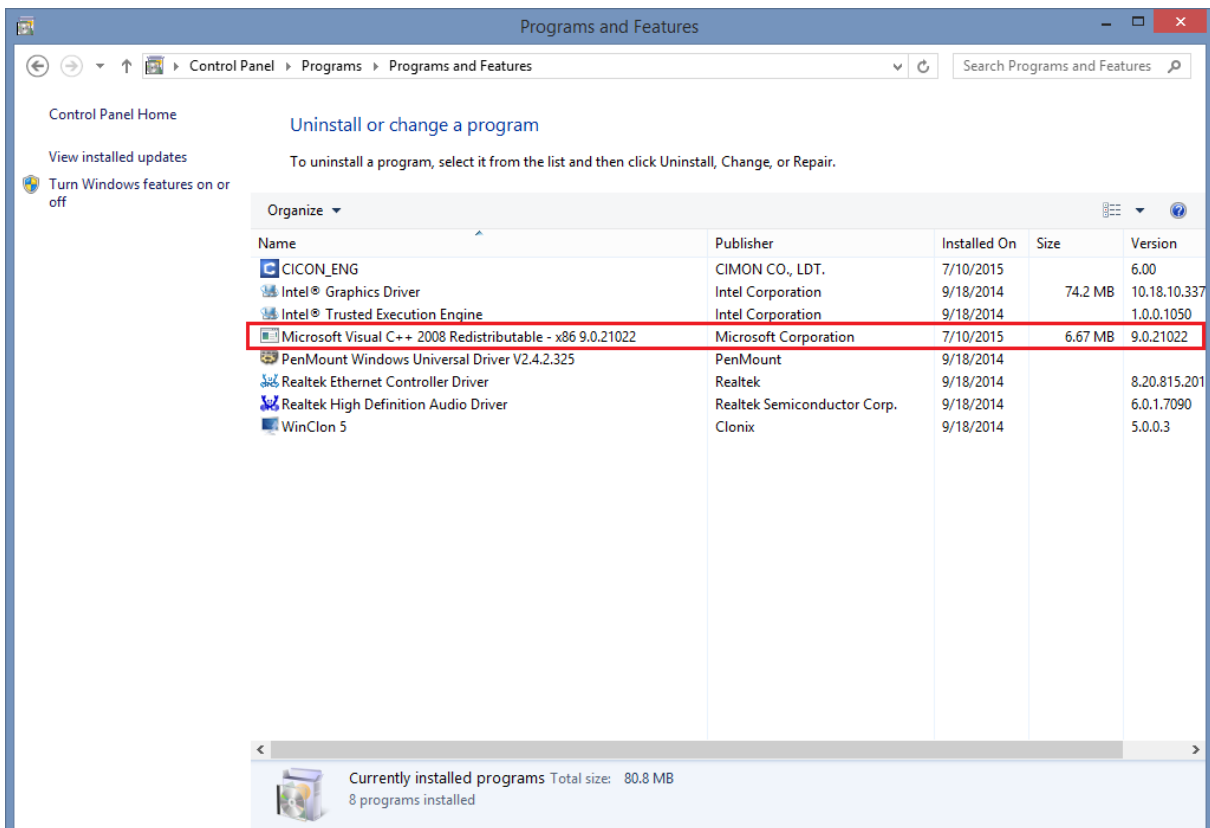 Programs and Features
Control Panel Programs Programs and Features
Search Programs and Features
Control Panel Home
View installed updates
Turn Windows features on or
off
Uninstall or change a program
To uninstall a program, select it from the list and then click Uninstall, Change, or Repair.
Organize
Name Publisher Installed On Size Version
CICON_ENG CIMON CO., LDT. 7/10/2015 6.00
Intel® Graphics Driver Intel Corporation 9/18/2014 74.2 MB 10.18.10.337
Intel® Trusted Execution Engine Intel Corporation 9/18/2014 1.0.0.1050
Microsoft Visual C++ 2008 Redistributable - x86 9.0.21022 Microsoft Corporation 7/10/2015 6.67 MB 9.0.21022
PenMount Windows Universal Driver V2.4.2.325 PenMount 9/18/2014
Realtek Ethernet Controller Driver Realtek 9/18/2014 8.20.815.201
Realtek High Definition Audio Driver Realtek Semiconductor Corp. 9/18/2014 6.0.1.7090
WinClon 5 Clonix 9/18/2014 5.0.0.3
Currently installed programs Total size: 80.8 MB
8 programs installed